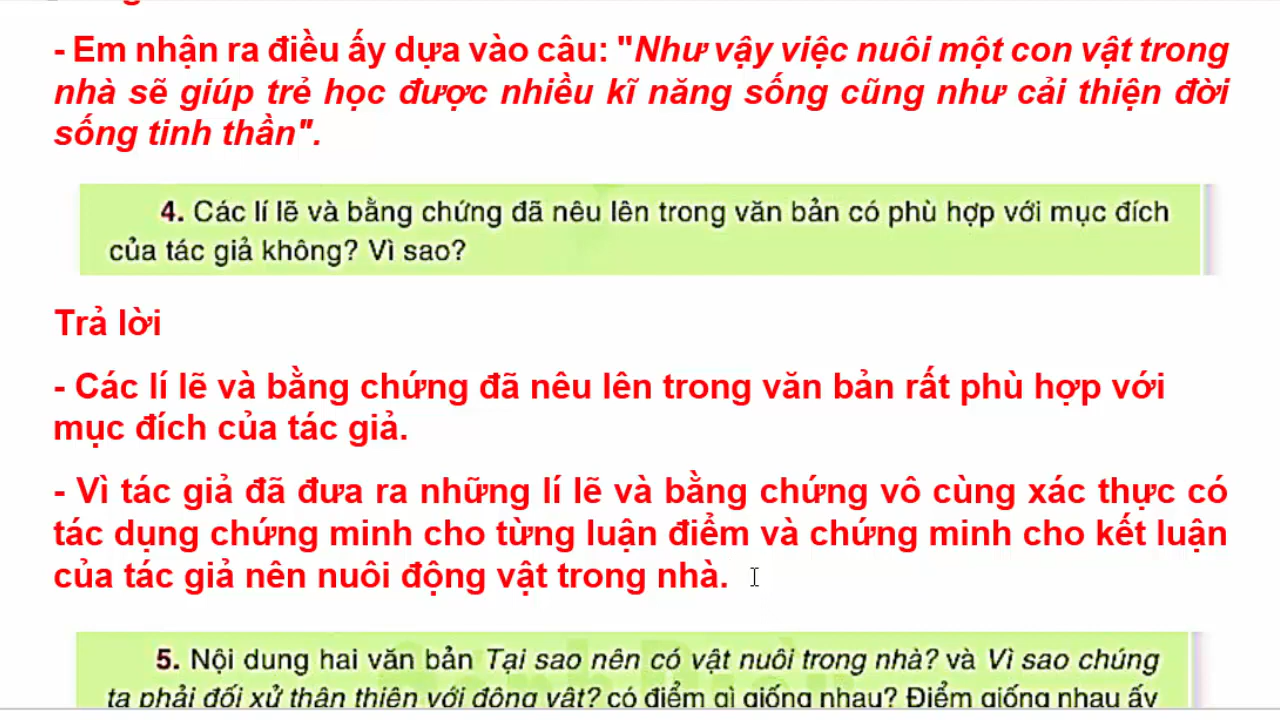 - Em nhận ra điều ấy dựa vào câu: "Như vậy việc nuôi một con vật trong
nhà sẽ giúp trẻ học được nhiều kĩ năng sống cũng như cải thiện đời
sống tinh thần".
4. Các lí lẽ và bằng chứng đã nêu lên trong văn bản có phù hợp với mục đích
của tác giả không? Vì sao?
Trả lời
- Các lí lẽ và bằng chứng đã nêu lên trong văn bản rất phù hợp với
mục đích của tác giả.
- Vì tác giả đã đưa ra những lí lẽ và bằng chứng vô cùng xác thực có
tác dụng chứng minh cho từng luận điểm và chứng minh cho kết luận
của tác giả nên nuôi động vật trong nhà.
5. Nội dung hai văn bản Tại sao nên có vật nuôi trong nhà? và Vì sao chúng
ta phải đối xử thân thiện với động vật? có điểm gì giống nhau? Điểm giống nhau ấy